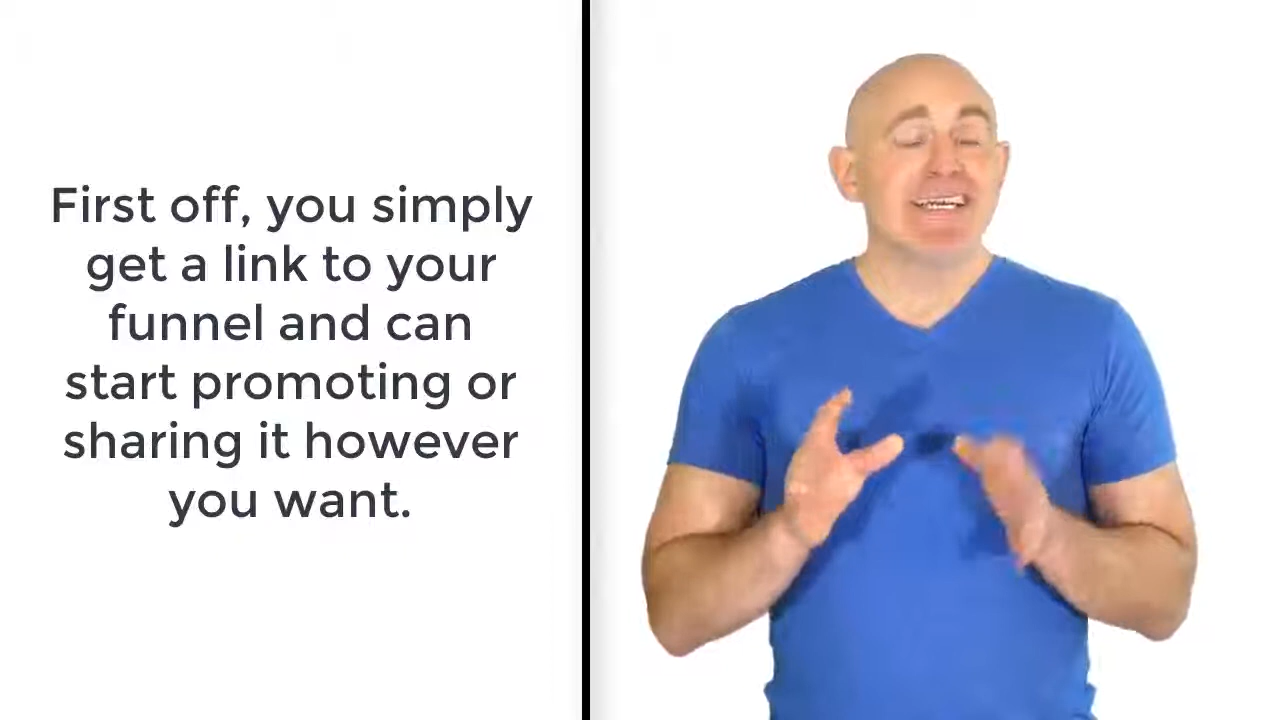 First off, you simply
get a link to your
funnel and can
start promoting or
sharing it however
you want.